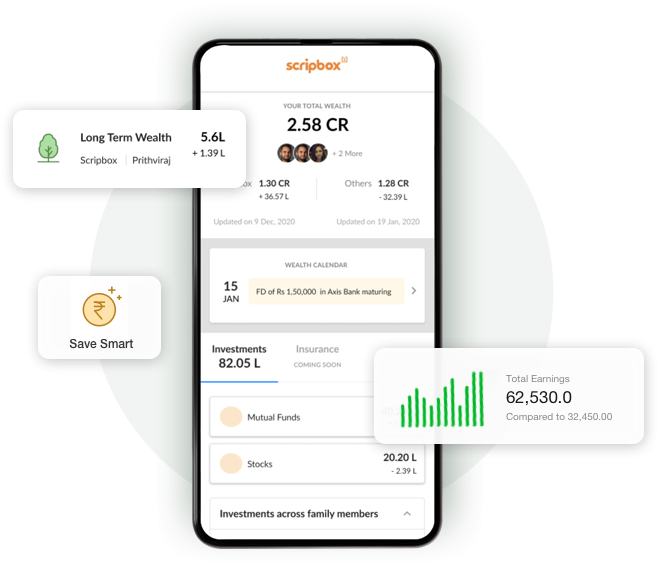 scripbox
YOUR TOTAL WEALTH
2.58 CR
+ 2 More
Long Term Wealth 5.6L
Scripbox Prithviraj + 1.39 L
1.30 CR Others 1.28 CR
+ 36.57 L - 32.39 L
Updated on 9 Dec, 2020 Updated on 19 Jan, 2020
WEALTH CALENDAR
15
JAN
FD of Rs 1,50,000 in Axis Bank maturing
₹
Save Smart
Investments Insurance
82.05 L COMING SOON
Total Earnings
62,530.0
Compared to 32,450.00
Mutual Funds
Stocks 20.20 L
- 2.39 L
Investments across family members